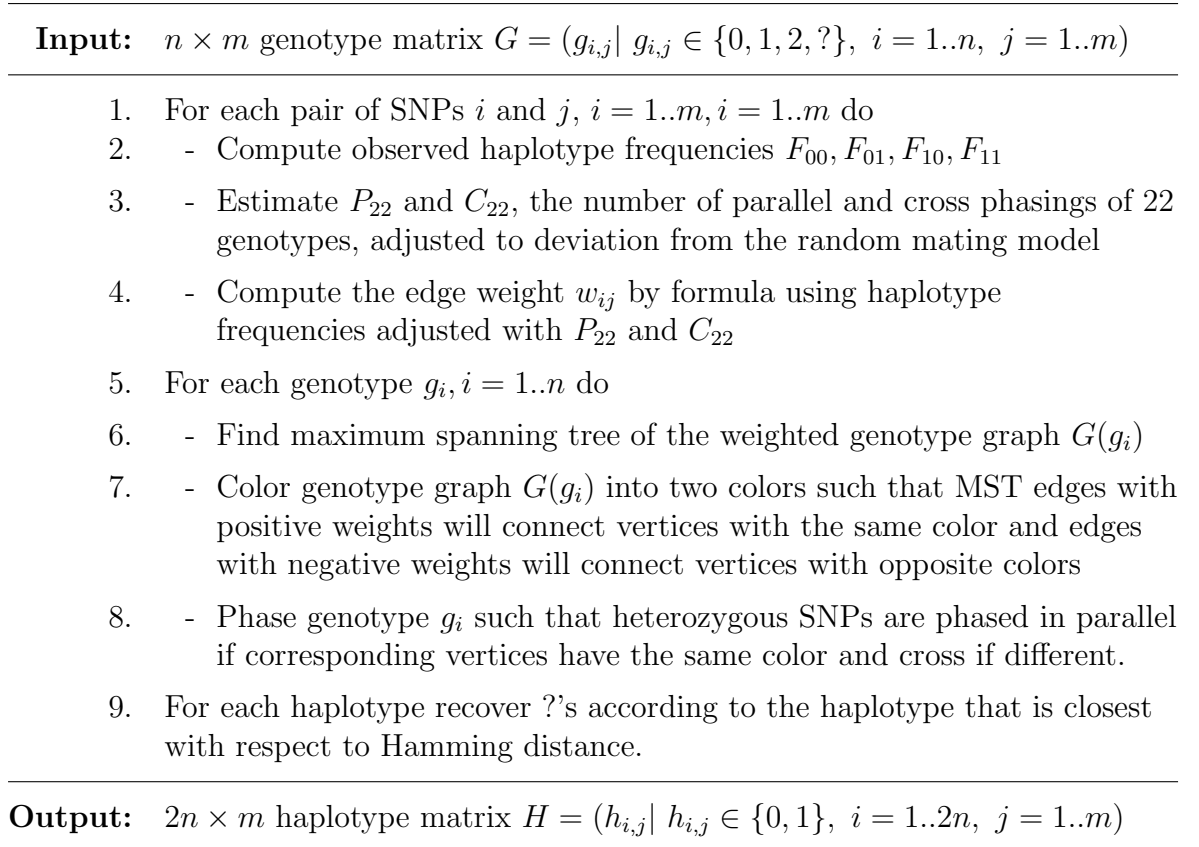 Input: n × m genotype matrix G = (g_{i,j}| g_{i,j} ∈ {0, 1, 2, ?}, i = 1..n, j = 1..m)
1. For each pair of SNPs i and j, i = 1..m, i = 1..m do
2. - Compute observed haplotype frequencies F_{00}, F_{01}, F_{10}, F_{11}
3. - Estimate P_{22} and C_{22}, the number of parallel and cross phasings of 22
genotypes, adjusted to deviation from the random mating model
4. - Compute the edge weight w_{ij} by formula using haplotype
frequencies adjusted with P_{22} and C_{22}
5. For each genotype g_i, i = 1..n do
6. - Find maximum spanning tree of the weighted genotype graph G(g_i)
7. - Color genotype graph G(g_i) into two colors such that MST edges with
positive weights will connect vertices with the same color and edges
with negative weights will connect vertices with opposite colors
8. - Phase genotype g_i such that heterozygous SNPs are phased in parallel
if corresponding vertices have the same color and cross if different.
9. For each haplotype recover ?'s according to the haplotype that is closest
with respect to Hamming distance.
Output: 2n × m haplotype matrix H = (h_{i,j}| h_{i,j} ∈ {0, 1}, i = 1..2n, j = 1..m)